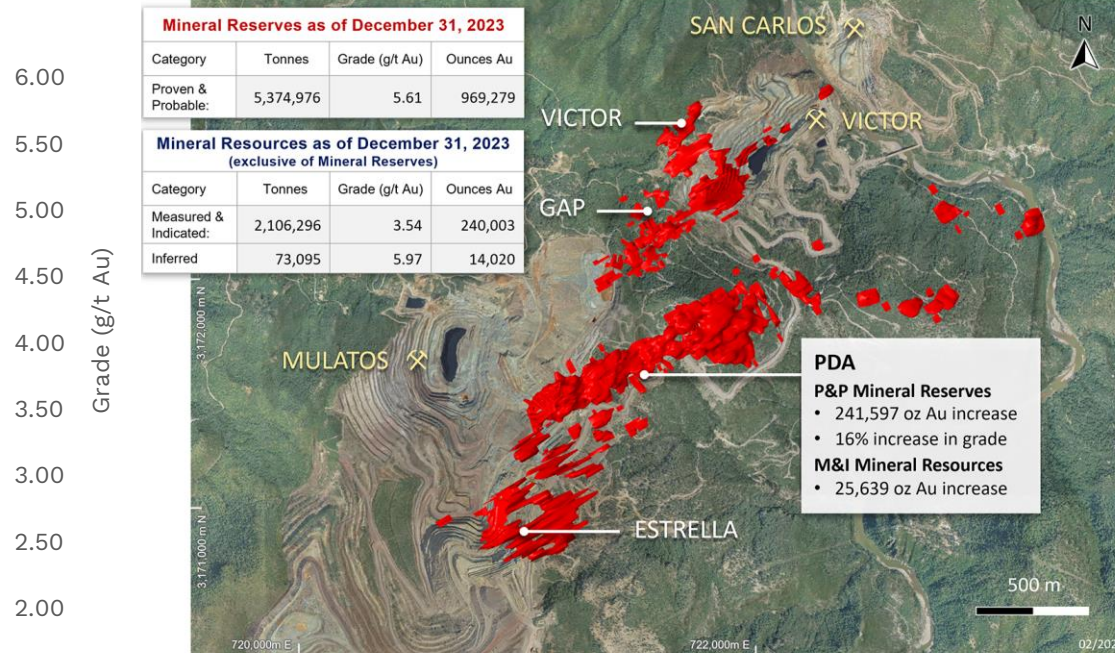 Mineral Reserves as of December 31, 2023
Category Tonnes Grade (g/t Au) Ounces Au
Proven & Probable: 5,374,976 5.61 969,279
Mineral Resources as of December 31, 2023
(exclusive of Mineral Reserves)
Category Tonnes Grade (g/t Au) Ounces Au
Measured & Indicated: 2,106,296 3.54 240,003
Inferred 73,095 5.97 14,020
Grade (g/t Au)
6.00
5.50
5.00
4.50
4.00
3.50
3.00
2.50
2.00
SAN CARLOS
N
VICTOR
VICTOR
GAP
MULATOS
3,172,000 m N
PDA
P&P Mineral Reserves
• 241,597 oz Au increase
• 16% increase in grade
M&I Mineral Resources
• 25,639 oz Au increase
ESTRELLA
3,171,000 m N
500 m
720,000m E
722,000m E